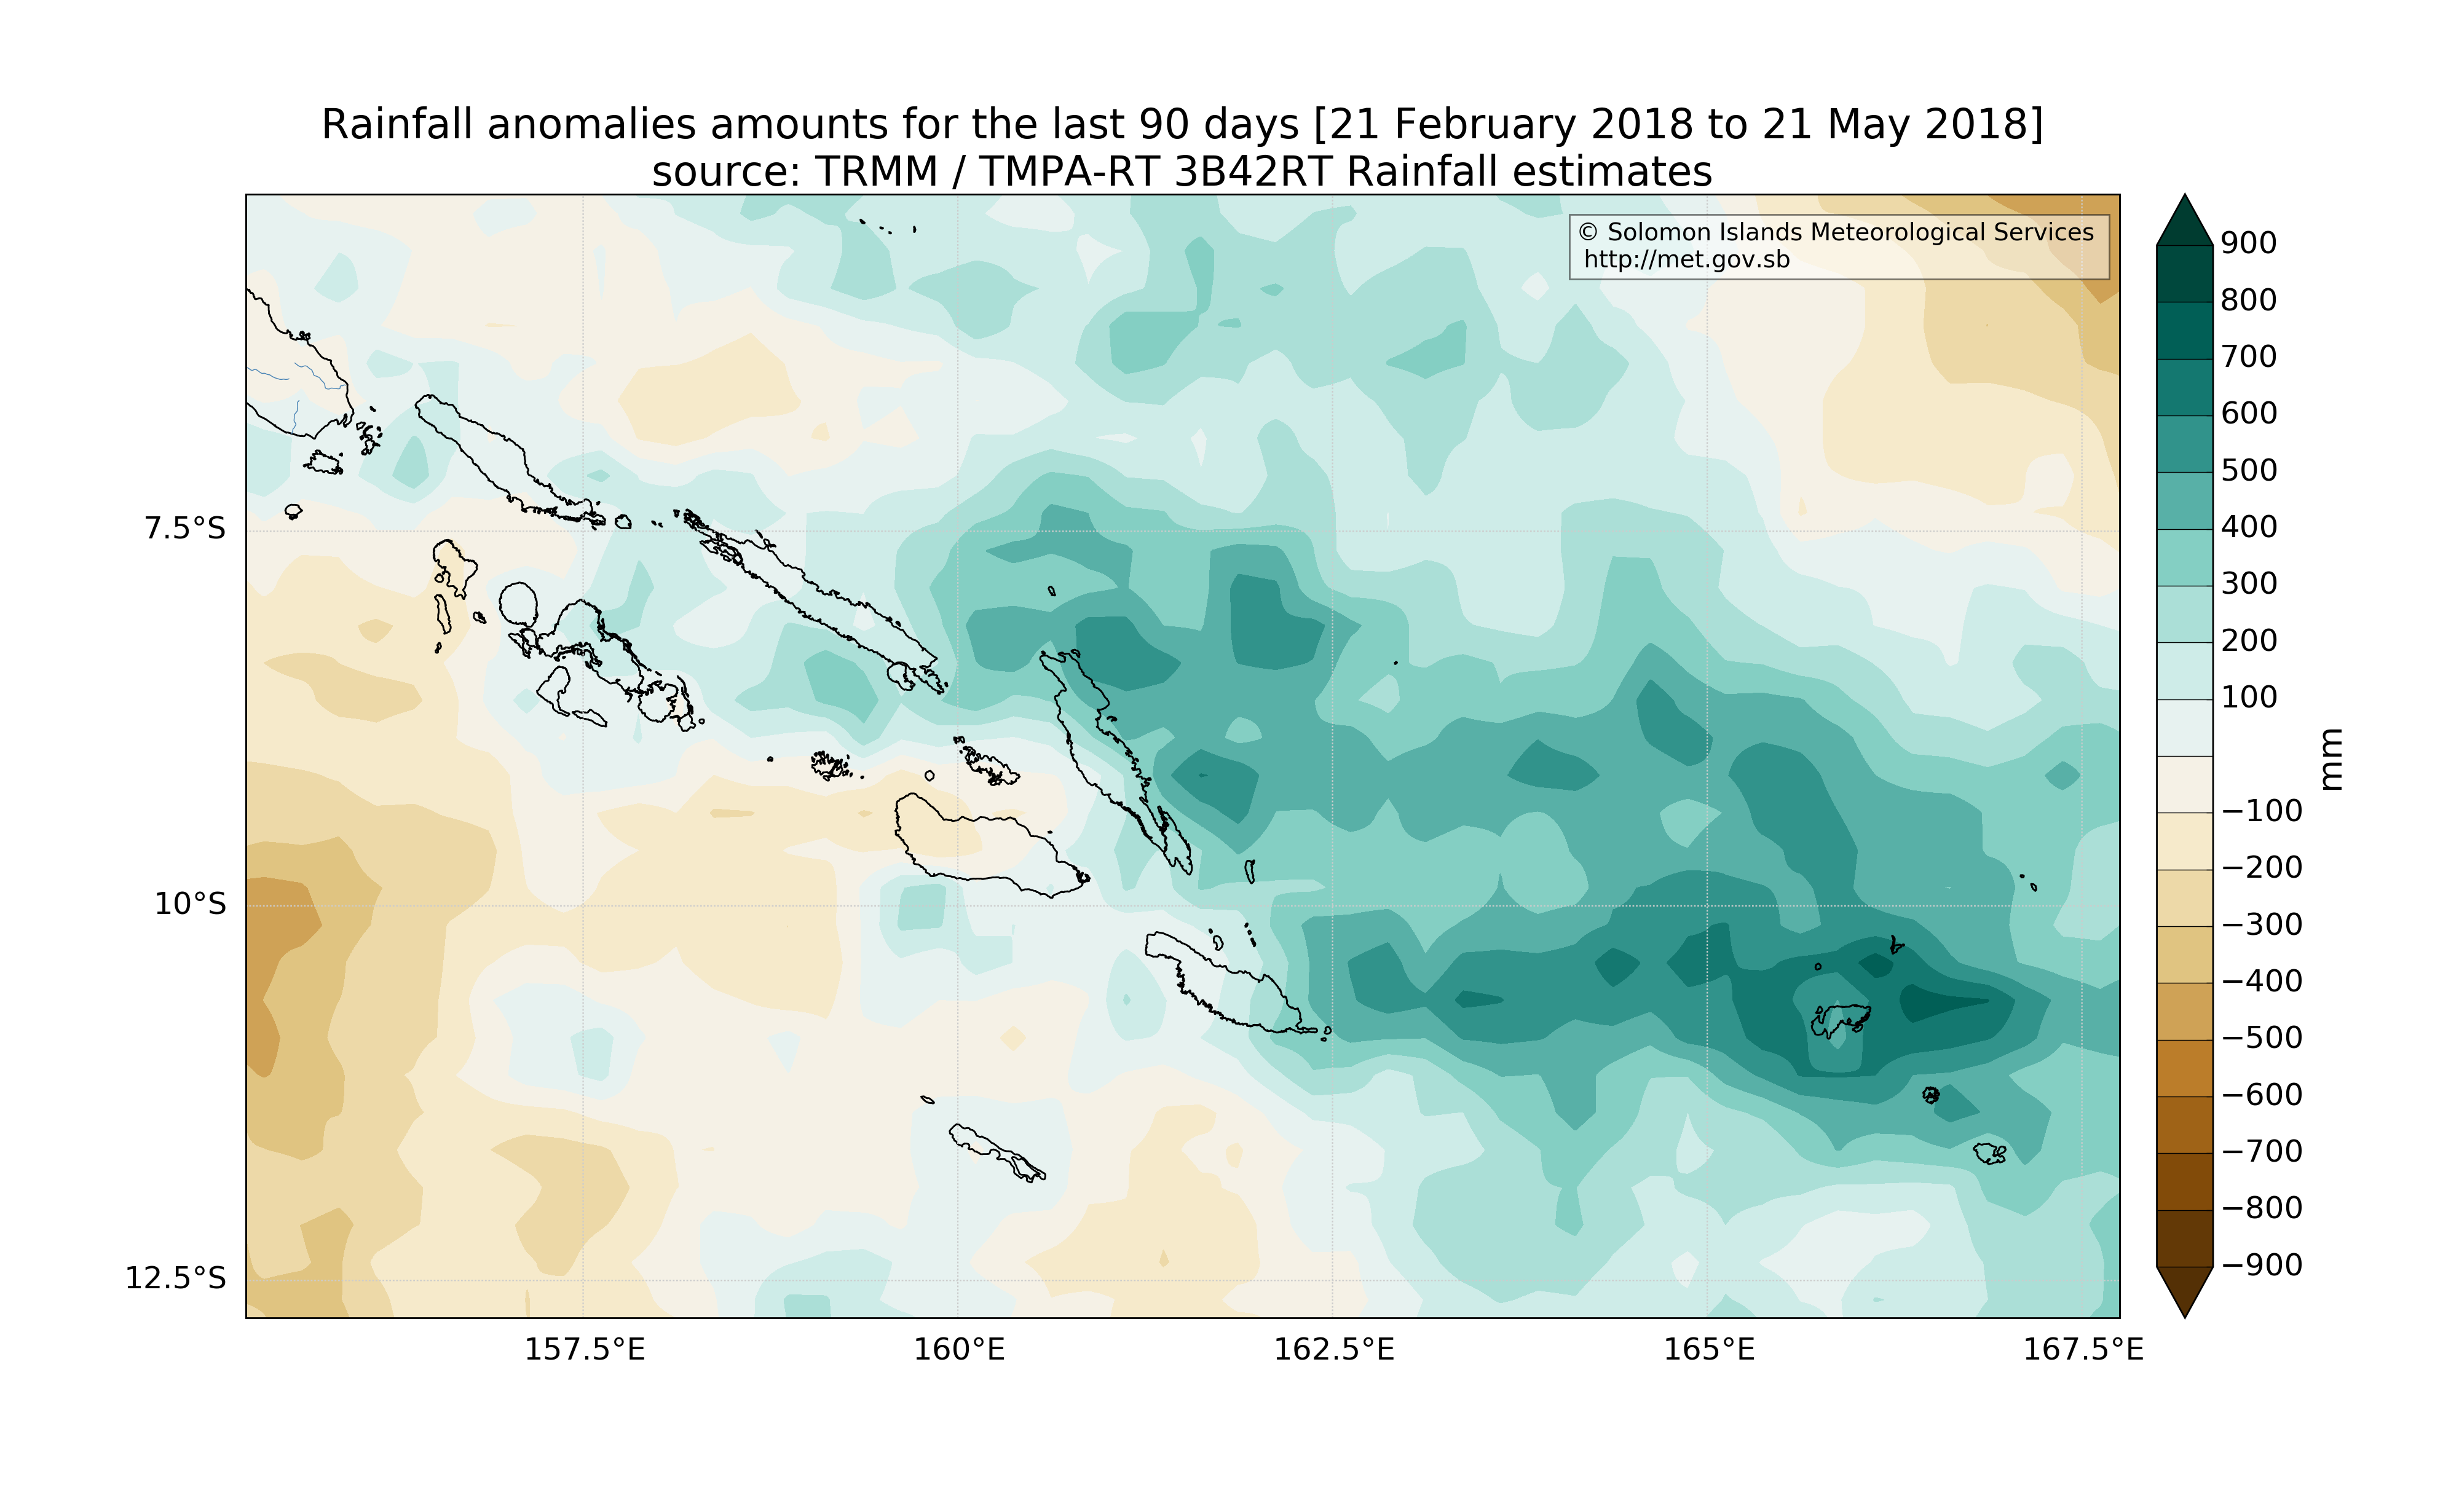 Rainfall anomalies amounts for the last 90 days [21 February 2018 to 21 May 2018]
source: TRMM / TMPA-RT 3B42RT Rainfall estimates
© Solomon Islands Meteorological Services
http://met.gov.sb
7.5°S
10°S
12.5°S
157.5°E
160°E
162.5°E
165°E
167.5°E
900
800
700
600
500
400
300
200
100
−100
−200
−300
−400
−500
−600
−700
−800
−900
mm